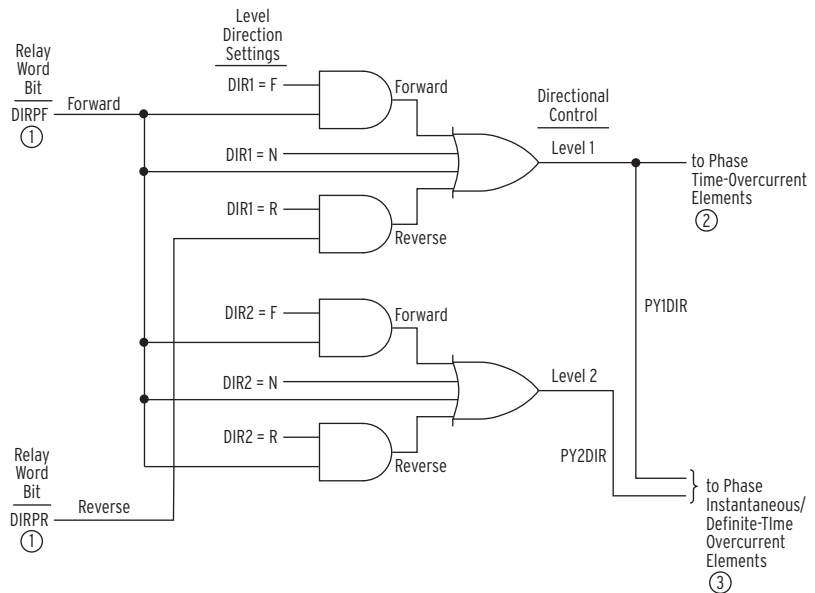 Level
Direction
Settings
Relay
Word
Bit
DIRPF
①
Forward
DIR1 = F
Forward
DIR1 = N
DIR1 = R
Reverse
Directional
Control
Level 1
to Phase
Time-Overcurrent
Elements
②
PY1DIR
DIR2 = F
Forward
DIR2 = N
DIR2 = R
Reverse
Level 2
PY2DIR
Relay
Word
Bit
DIRPR
①
Reverse
to Phase
Instantaneous/
Definite-TIme
Overcurrent
Elements
③